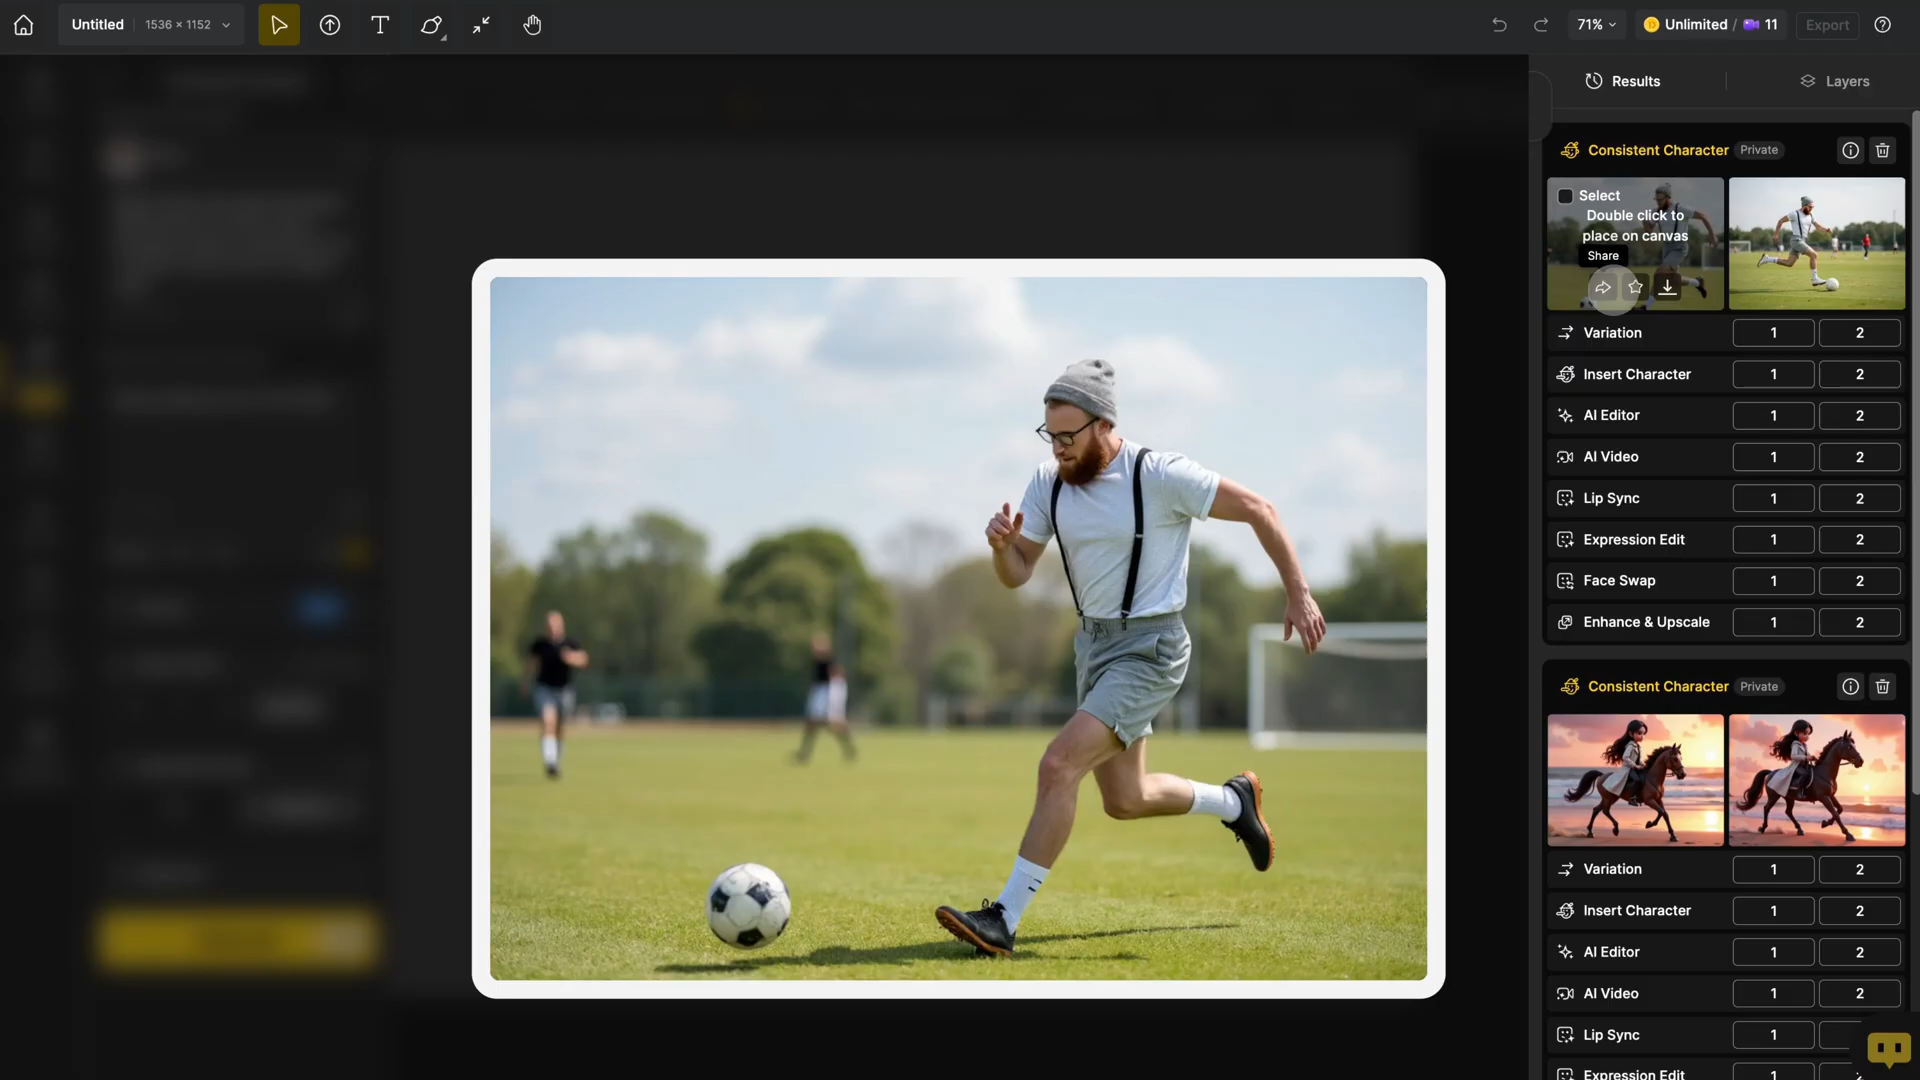 Untitled 1536 × 1152
71%
Unlimited / 11
Export
Results
Layers
Consistent Character Private
Select
Double click to
place on canvas
Share
Variation 1 2
Insert Character 1 2
AI Editor 1 2
AI Video 1 2
Lip Sync 1 2
Expression Edit 1 2
Face Swap 1 2
Enhance & Upscale 1 2
Consistent Character Private
Variation 1 2
Insert Character 1 2
AI Editor 1 2
AI Video 1 2
Lip Sync 1
Expression Edit 1